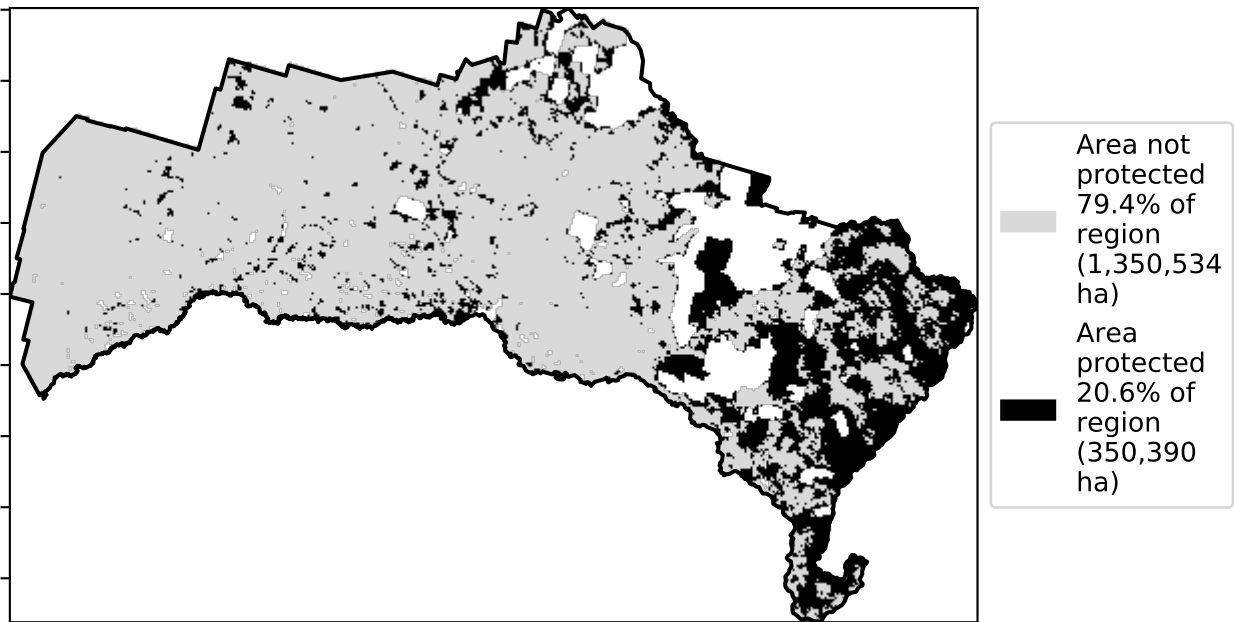 Area not
protected
79.4% of
region
(1,350,534
ha)
Area
protected
20.6% of
region
(350,390
ha)